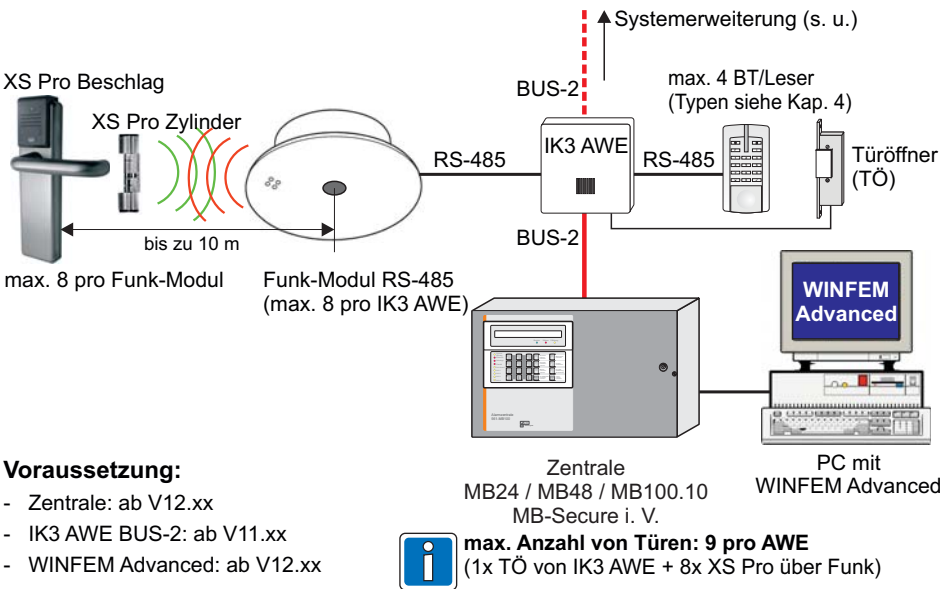 Systemerweiterung (s. u.)
XS Pro Beschlag
BUS-2
max. 4 BT/Leser
(Typen siehe Kap. 4)
XS Pro Zylinder
RS-485
IK3 AWE
RS-485
Türöffner
(TÖ)
bis zu 10 m
BUS-2
max. 8 pro Funk-Modul
Funk-Modul RS-485
(max. 8 pro IK3 AWE)
WINFEM
Advanced
Zentrale
MB24 / MB48 / MB100.10
MB-Secure i. V.
PC mit
WINFEM Advanced
Voraussetzung:
- Zentrale: ab V12.xx
- IK3 AWE BUS-2: ab V11.xx
- WINFEM Advanced: ab V12.xx
max. Anzahl von Türen: 9 pro AWE
(1x TÖ von IK3 AWE + 8x XS Pro über Funk)